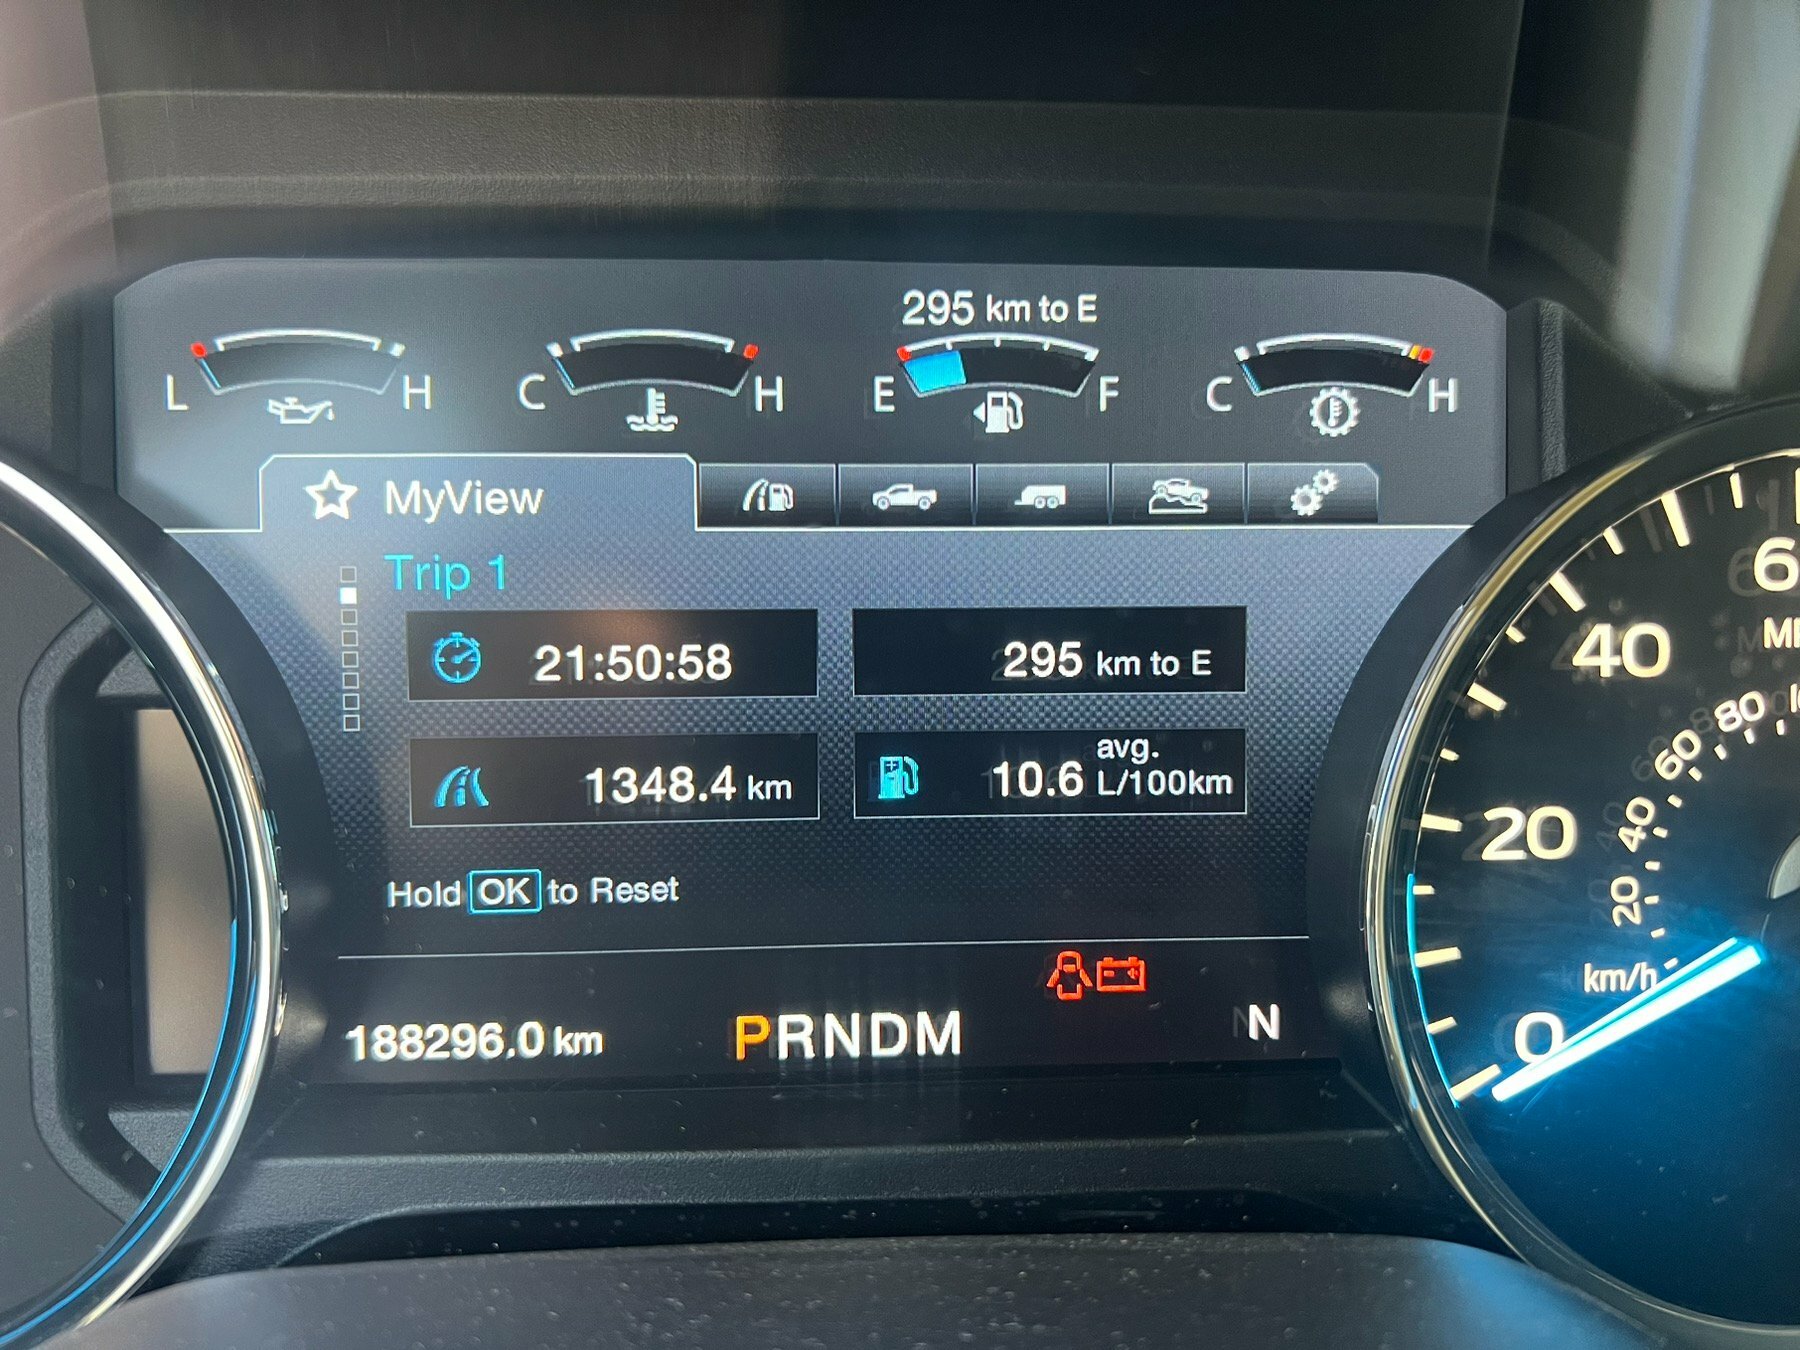 295 km to E
L H C H E F C H
MyView
Trip 1
21:50:58
295 km to E
1348.4 km
10.6 avg. L/100km
Hold OK to Reset
188296.0 km
PRNDM
N
40
20
0
80
60
40
20
km/h